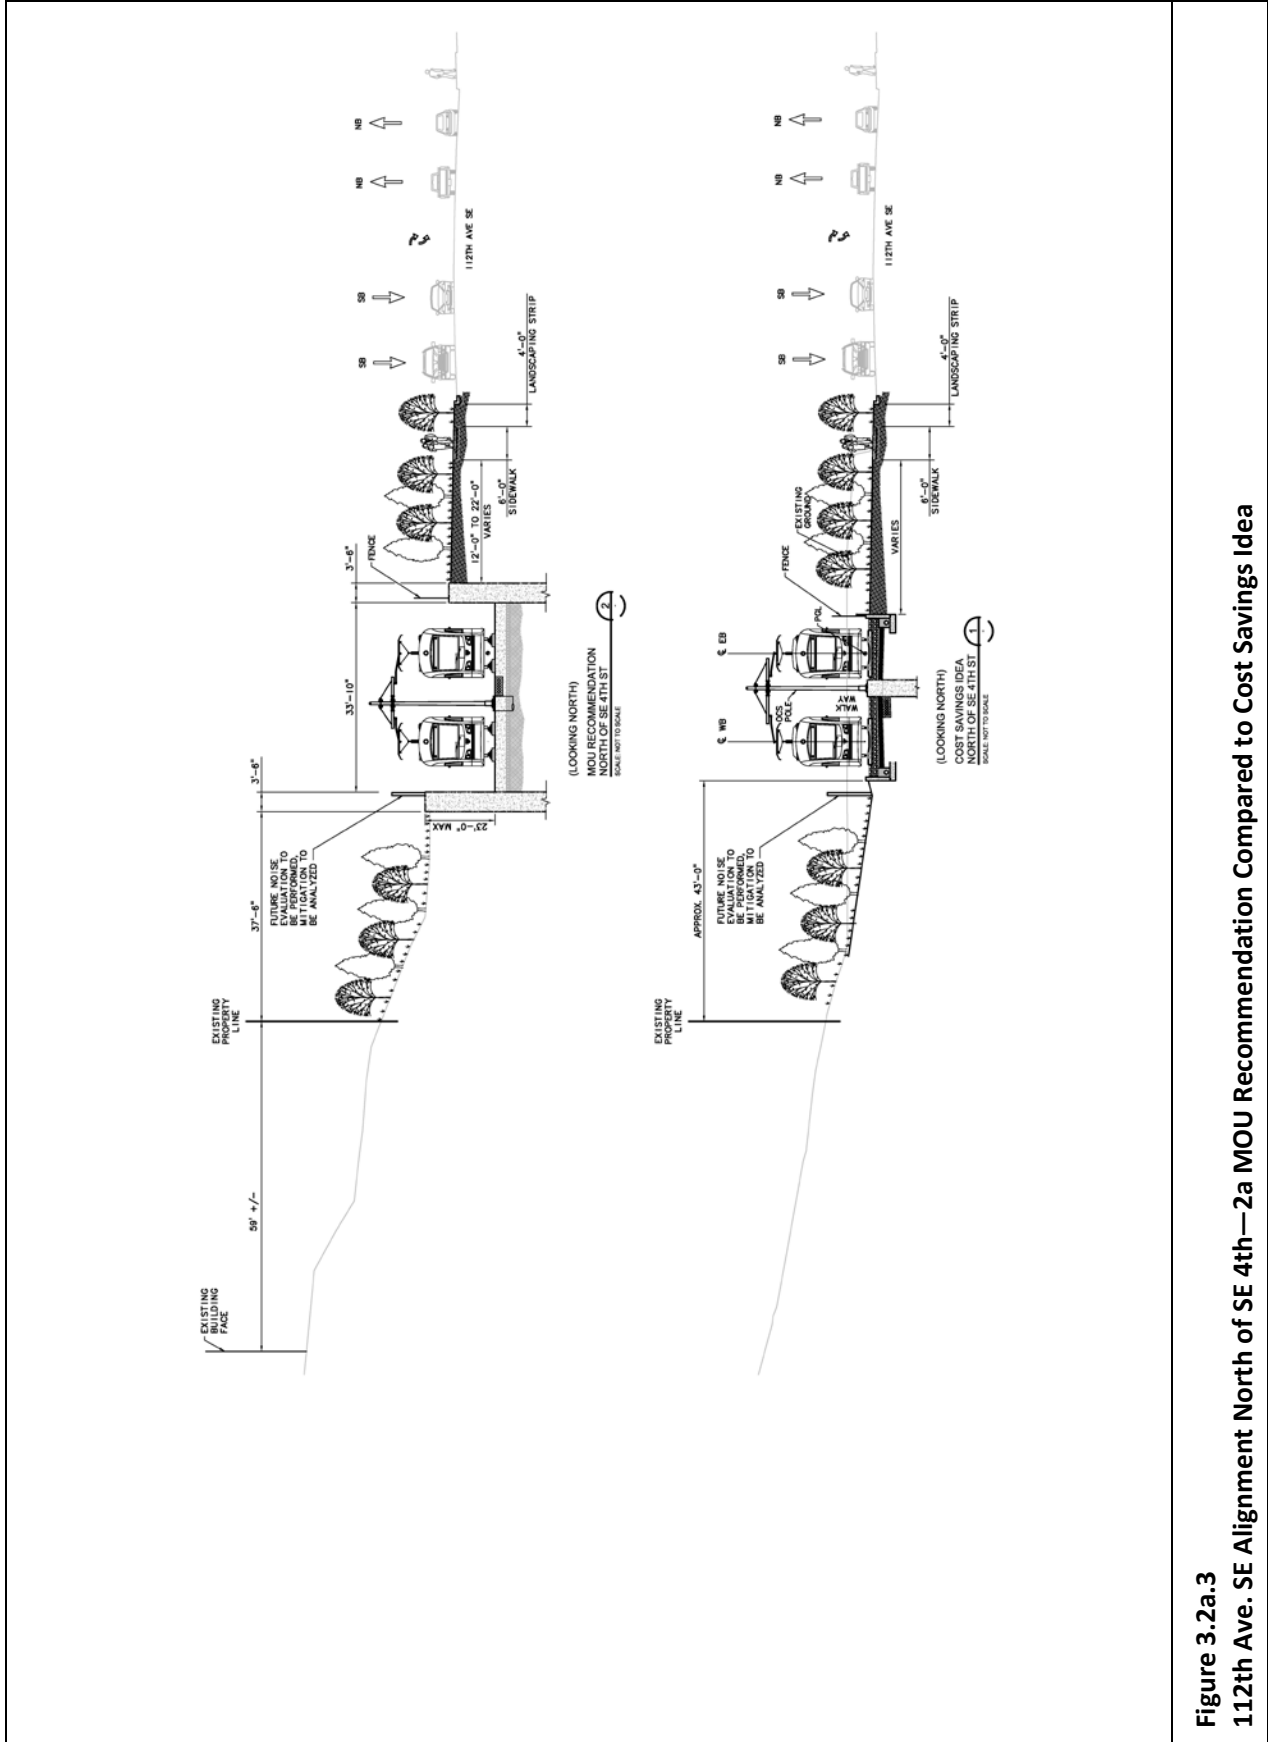 EXISTING
BUILDING
FACE
59' +/-
EXISTING
PROPERTY
LINE
37'-6"
3'-6"
33'-10"
3'-6"
FUTURE NOISE
EVALUATION TO
BE PERFORMED,
MITIGATION TO
BE ANALYZED
23'-0" MAX
FENCE
12'-0" TO 22'-0"
VARIES
6'-0"
SIDEWALK
4'-0"
LANDSCAPING STRIP
SB
SB
NB
NB
112TH AVE SE
(LOOKING NORTH)
MOU RECOMMENDATION
NORTH OF SE 4TH ST
SCALE: NOT TO SCALE
2
EXISTING
PROPERTY
LINE
APPROX. 43'-0"
FUTURE NOISE
EVALUATION TO
BE PERFORMED,
MITIGATION TO
BE ANALYZED
℄ WB
℄ EB
OCS
POLE
WALK
WAY
PGL
FENCE
EXISTING
GROUND
VARIES
6'-0"
SIDEWALK
4'-0"
LANDSCAPING STRIP
SB
SB
NB
NB
112TH AVE SE
(LOOKING NORTH)
COST SAVINGS IDEA
NORTH OF SE 4TH ST
SCALE: NOT TO SCALE
1
Figure 3.2a.3
112th Ave. SE Alignment North of SE 4th—2a MOU Recommendation Compared to Cost Savings Idea